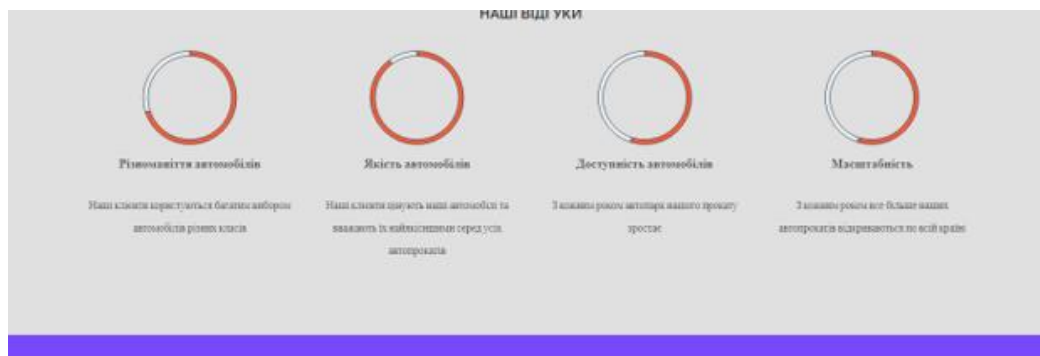 НАШІ ВІДГУКИ
Різноманіття автомобілів
Якість автомобілів
Доступність автомобілів
Масштабність
Наші клієнти користуються багатим вибором
автомобілів різних класів
Наші клієнти цінують наші автомобілі та
вважають їх найякіснішими серед усіх
автопрокатів
З кожним роком автопарк нашого прокату
зростає
З кожним роком все більше наших
автопрокатів відкриваються по всій країні